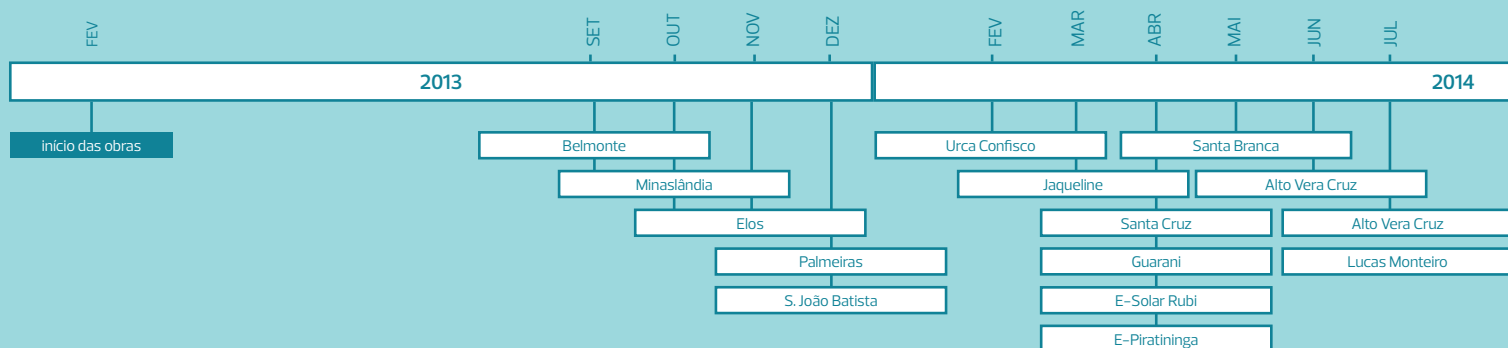 FEV
SET
OUT
NOV
DEZ
FEV
MAR
ABR
MAI
JUN
JUL
2013
2014
início das obras
Belmonte
Urca Confisco
Santa Branca
Minaslândia
Jaqueline
Alto Vera Cruz
Elos
Santa Cruz
Alto Vera Cruz
Palmeiras
Guarani
Lucas Monteiro
S. João Batista
E-Solar Rubi
E-Piratininga